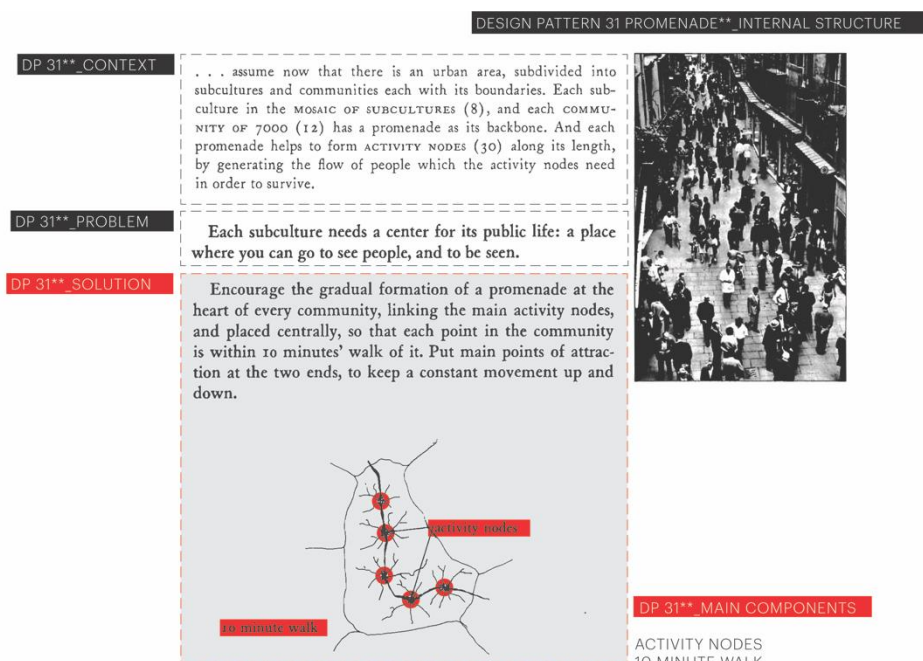 DESIGN PATTERN 31 PROMENADE**_INTERNAL STRUCTURE
DP 31**_CONTEXT
. . . assume now that there is an urban area, subdivided into
subcultures and communities each with its boundaries. Each sub-
culture in the MOSAIC OF SUBCULTURES (8), and each COMMU-
NITY OF 7000 (12) has a promenade as its backbone. And each
promenade helps to form ACTIVITY NODES (30) along its length,
by generating the flow of people which the activity nodes need
in order to survive.
DP 31**_PROBLEM
Each subculture needs a center for its public life: a place
where you can go to see people, and to be seen.
DP 31**_SOLUTION
Encourage the gradual formation of a promenade at the
heart of every community, linking the main activity nodes,
and placed centrally, so that each point in the community
is within 10 minutes' walk of it. Put main points of attrac-
tion at the two ends, to keep a constant movement up and
down.
activity nodes
10 minute walk
DP 31**_MAIN COMPONENTS
ACTIVITY NODES
10 MINUTE WALK